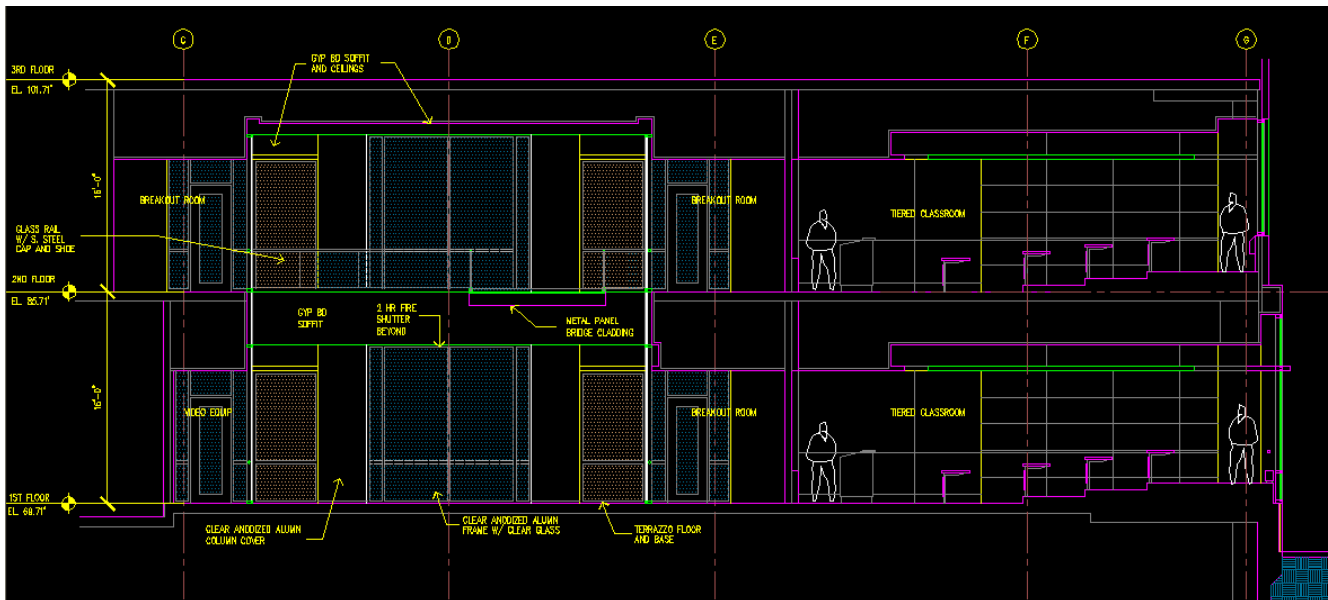 C D E F G
3RD FLOOR
EL. 101.71'
GYP BD SOFFIT
AND CEILINGS
16'-0"
BREAKOUT ROOM
BREAKOUT ROOM
TIERED CLASSROOM
GLASS RAIL
W/ S. STEEL
CAP AND SHOE
2ND FLOOR
EL. 85.71'
GYP BD
SOFFIT
2 HR FIRE
SHUTTER
BEYOND
METAL PANEL
BRIDGE CLADDING
16'-0"
VIDEO EQUIP
BREAKOUT ROOM
TIERED CLASSROOM
1ST FLOOR
EL. 69.71'
CLEAR ANODIZED ALUMN
COLUMN COVER
CLEAR ANODIZED ALUMN
FRAME W/ CLEAR GLASS
TERRAZZO FLOOR
AND BASE